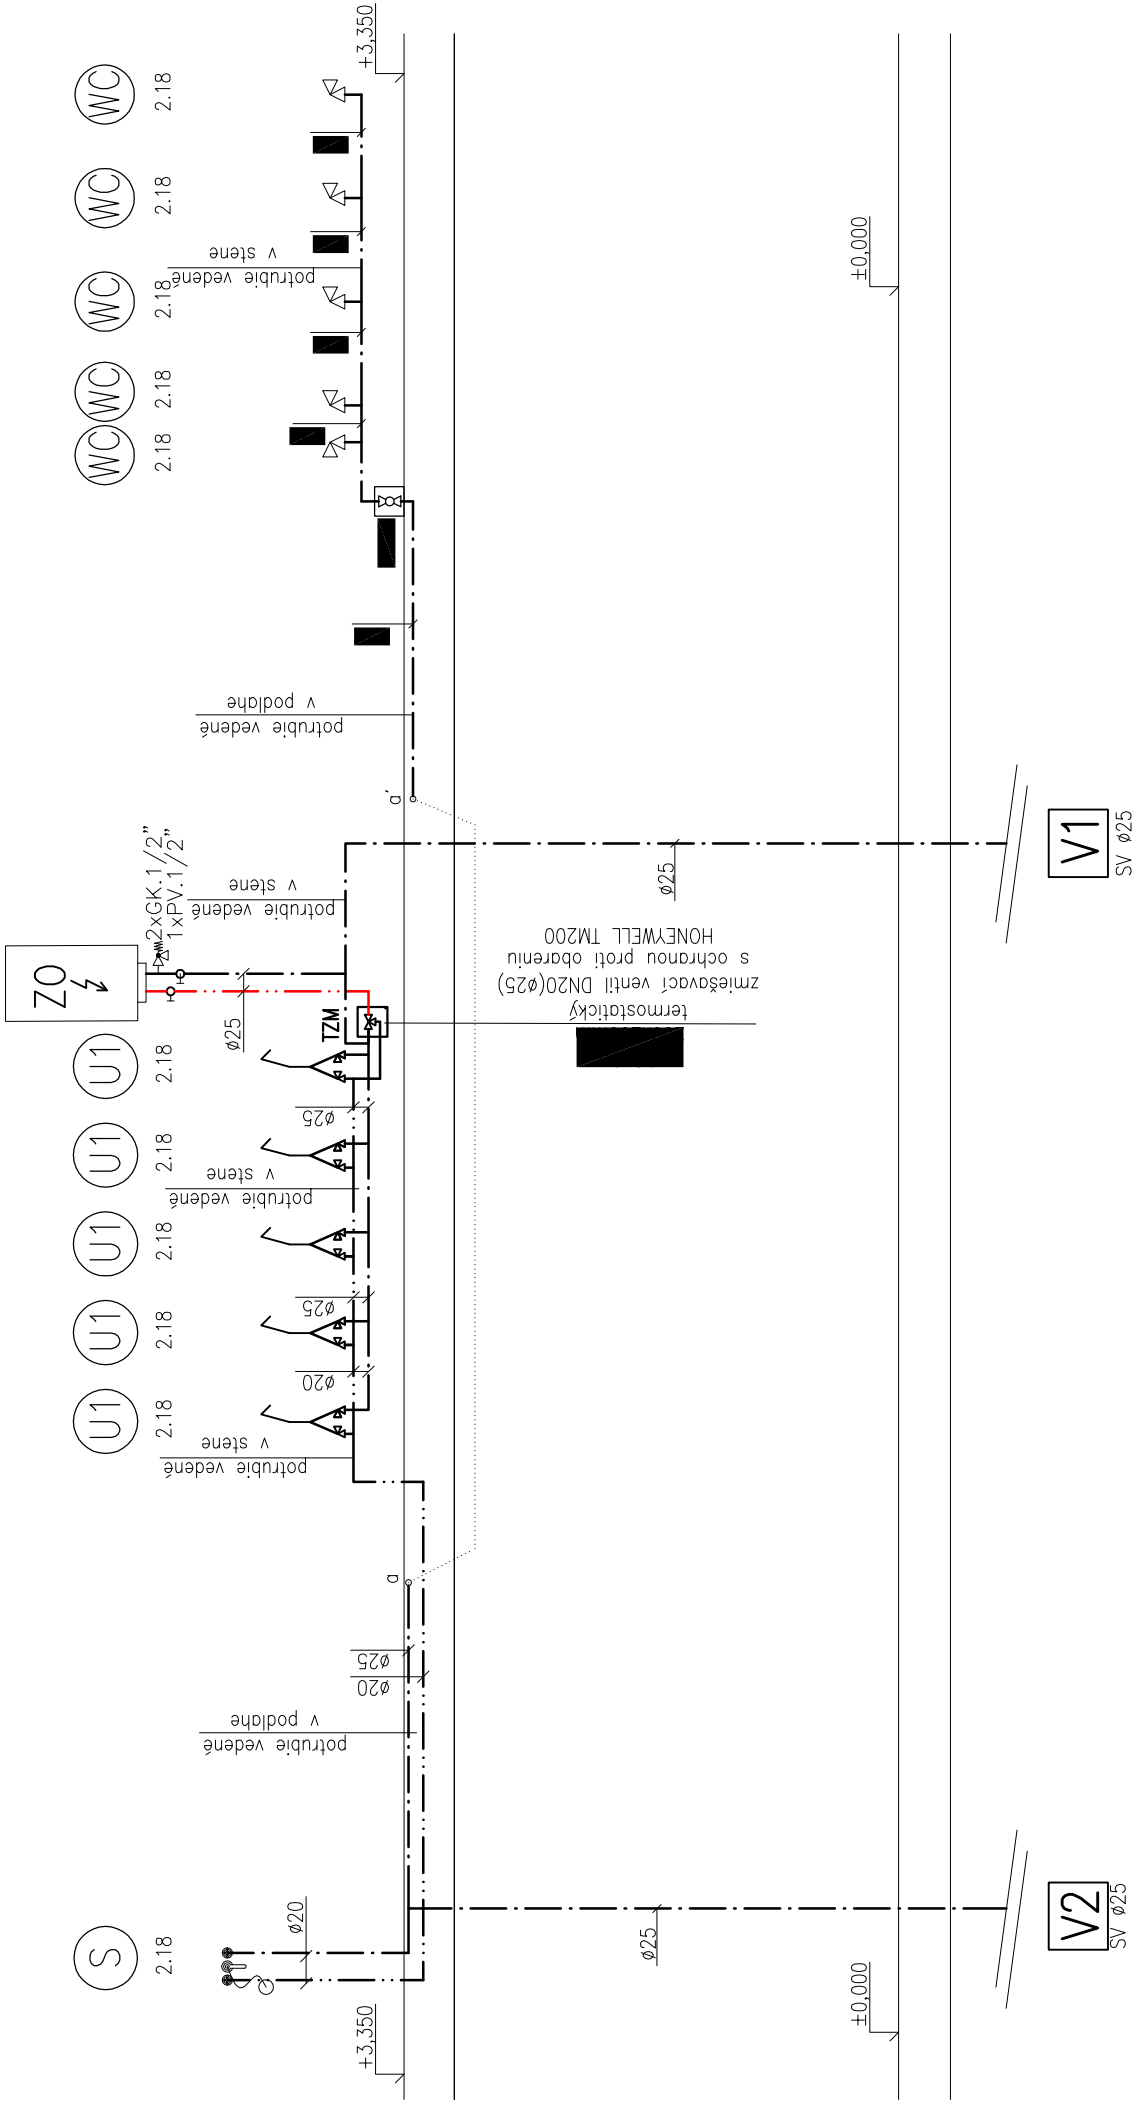 WC
WC
WC
WC
WC
2.18
2.18
2.18
2.18
2.18
+3,350
potrubie vedené
v stene
potrubie vedené
v podlahe
a'
±0,000
ZO
2xGK.1/2"
1xPV.1/2"
potrubie vedené
v stene
ø25
TZM
ø25
termostatický
zmiešavací ventil DN20(ø25)
s ochranou proti obareniu
HONEYWELL TM200
V1
SV ø25
U1
U1
U1
U1
U1
2.18
2.18
2.18
2.18
2.18
ø25
potrubie vedené
v stene
ø25
ø20
potrubie vedené
v stene
a
ø25
ø20
potrubie vedené
v podlahe
S
2.18
ø20
+3,350
ø25
±0,000
V2
SV ø25